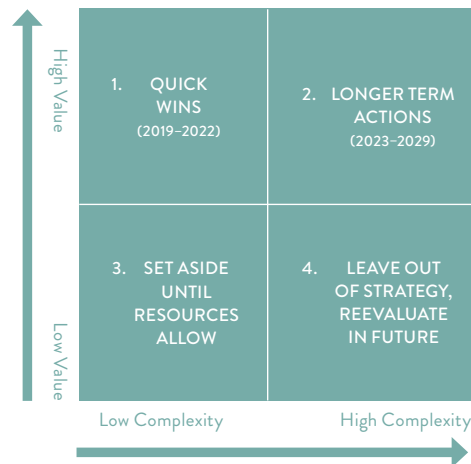 High Value
1. QUICK
WINS
(2019–2022)
2. LONGER TERM
ACTIONS
(2023–2029)
Low Value
3. SET ASIDE
UNTIL
RESOURCES
ALLOW
4. LEAVE OUT
OF STRATEGY,
REEVALUATE
IN FUTURE
Low Complexity
High Complexity